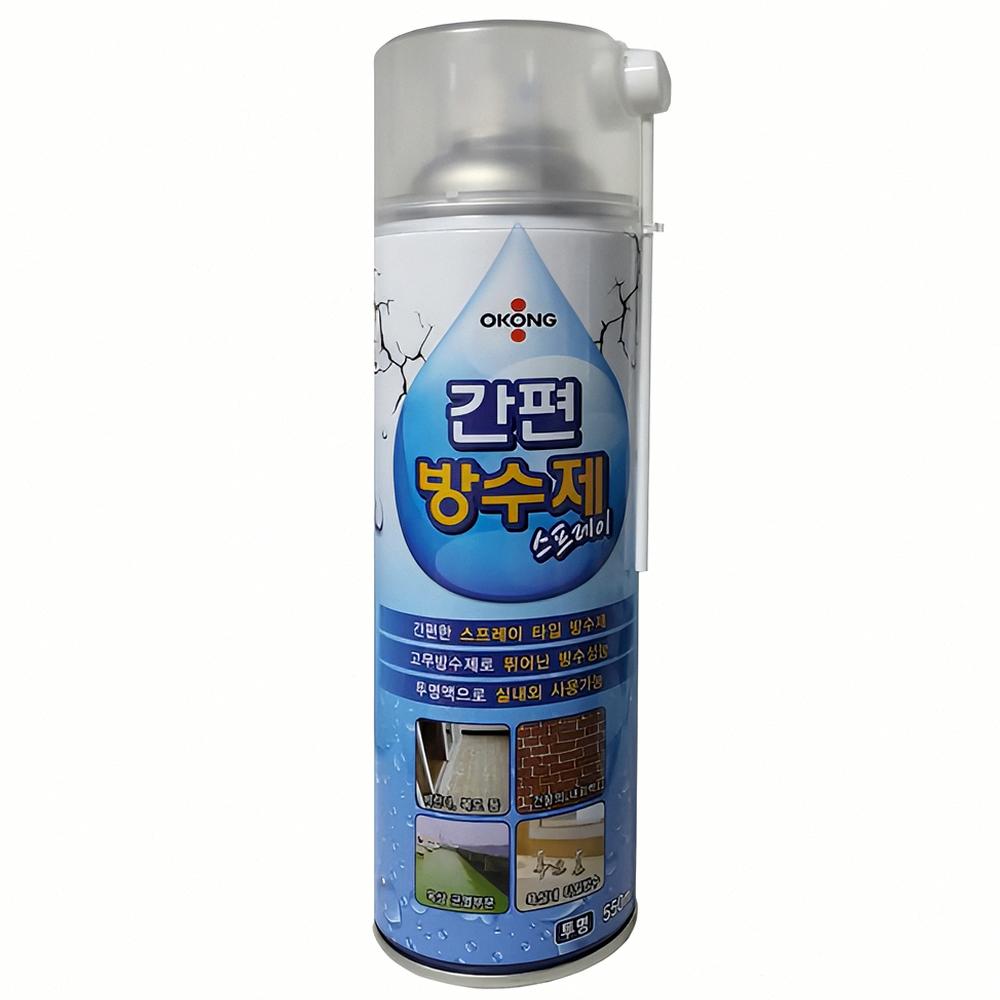 OKONG
간편
방수제
스프레이
간편한 스프레이 타입 방수제
고무방수제로 뛰어난 방수성능
투명액으로 실내외 사용가능
투명 550m